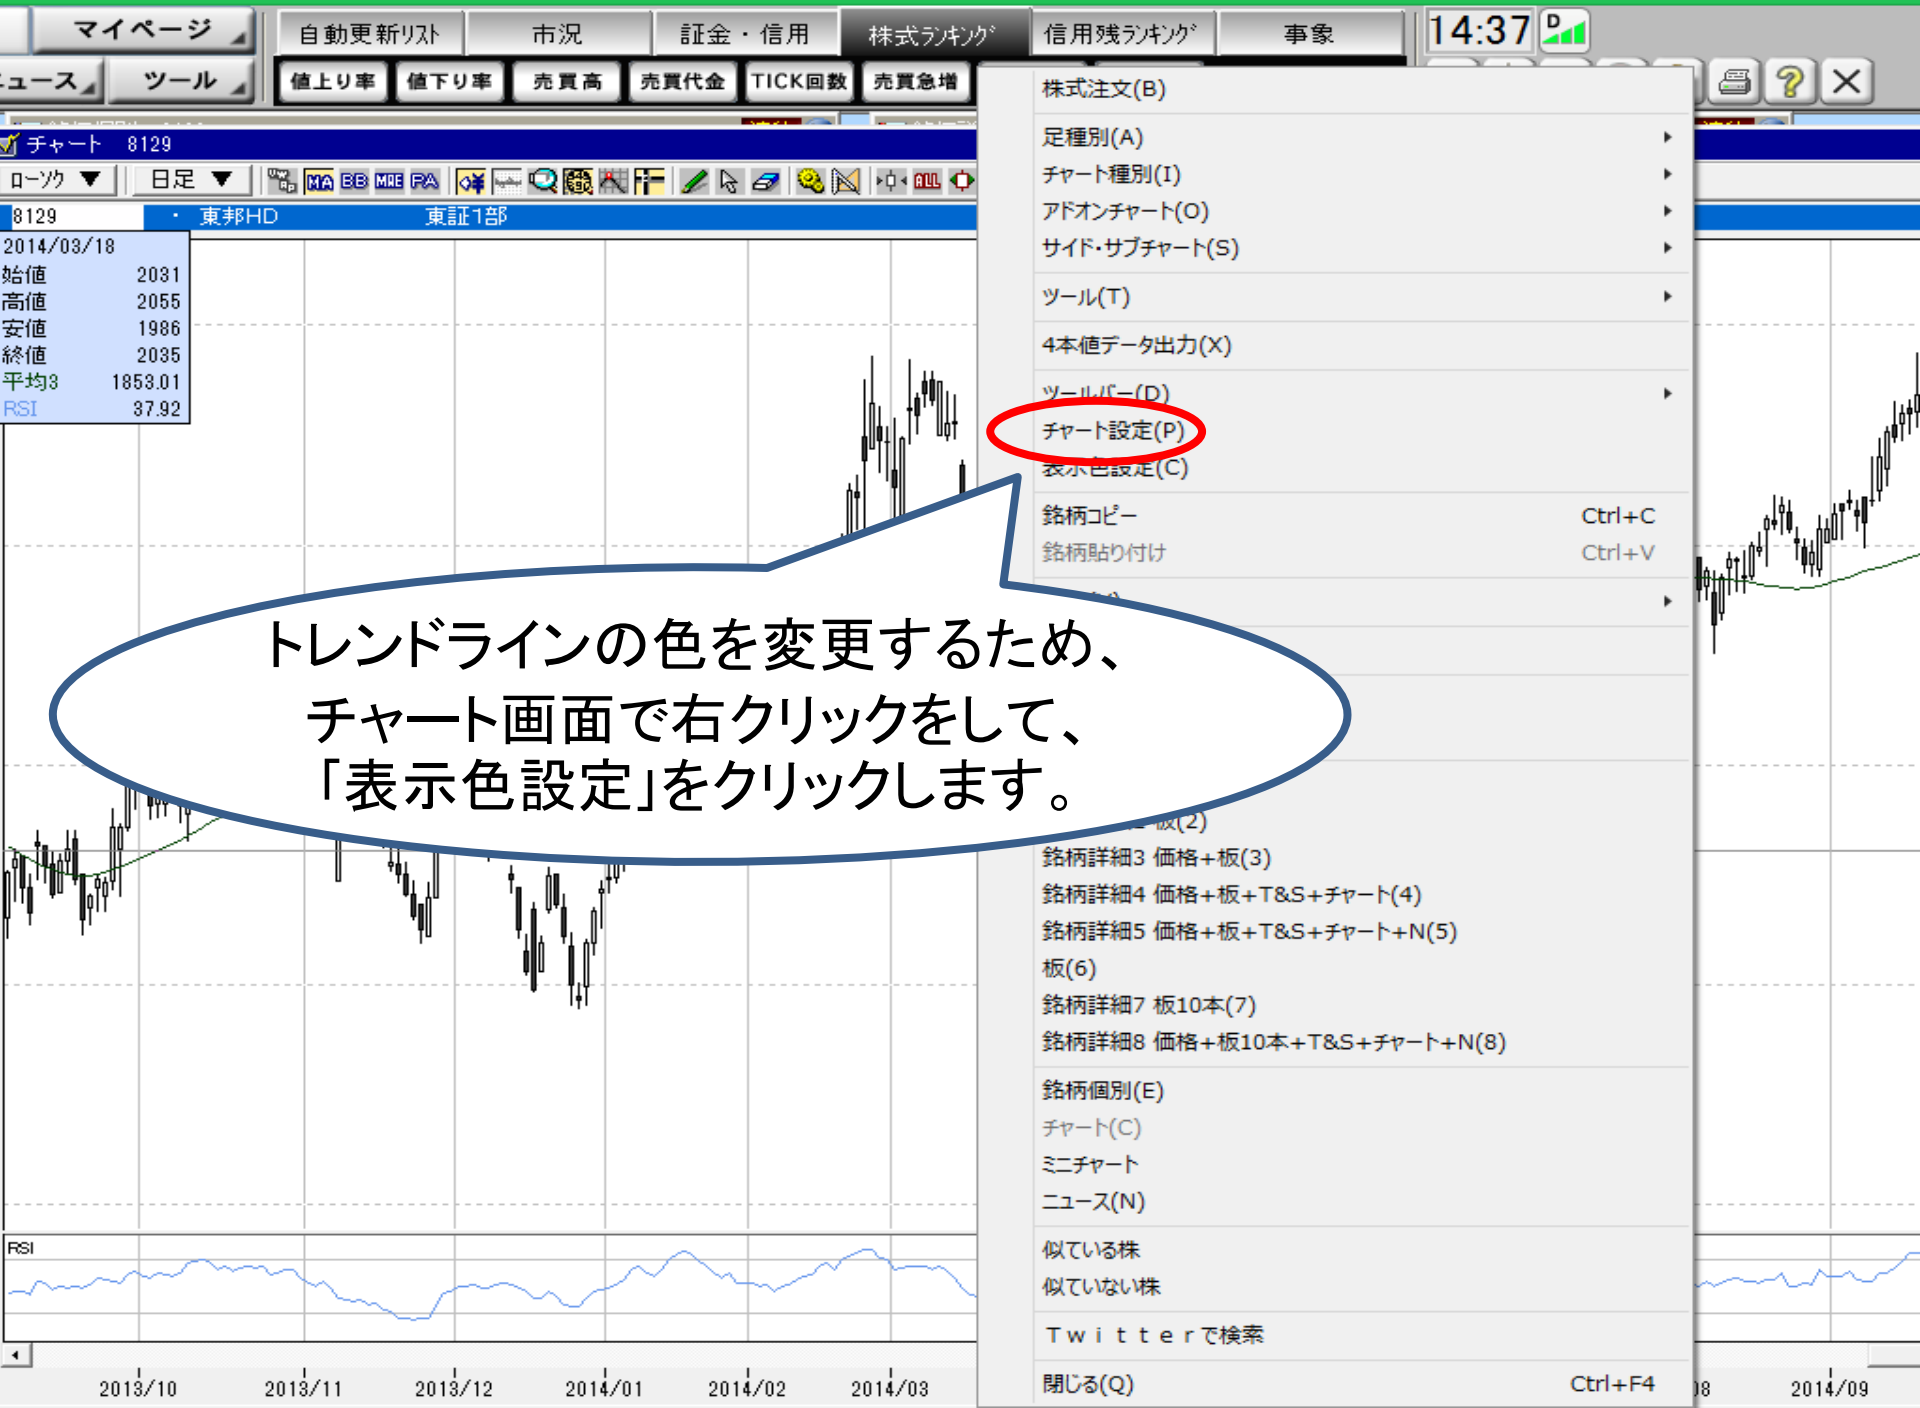 マイページ
自動更新ﾘｽﾄ
市況
証金・信用
株式ﾗﾝｷﾝｸﾞ
信用残ﾗﾝｷﾝｸﾞ
事象
14:37
ュース
ツール
値上り率
値下り率
売買高
売買代金
TICK回数
売買急増
チャート 8129
ﾛｰｿｸ ▼
日足 ▼
MA BB MAE PA
ALL
8129 ・ 東邦HD 東証1部
2014/03/18
始値 2031
高値 2055
安値 1986
終値 2035
平均3 1853.01
RSI 37.92
株式注文(B)
足種別(A)
チャート種別(I)
アドオンチャート(O)
サイド・サブチャート(S)
ツール(T)
4本値データ出力(X)
ツールバー(D)
チャート設定(P)
表示色設定(C)
銘柄コピー Ctrl+C
銘柄貼り付け Ctrl+V
トレンドラインの色を変更するため、
チャート画面で右クリックをして、
「表示色設定」をクリックします。
板(2)
銘柄詳細3 価格+板(3)
銘柄詳細4 価格+板+T&S+チャート(4)
銘柄詳細5 価格+板+T&S+チャート+N(5)
板(6)
銘柄詳細7 板10本(7)
銘柄詳細8 価格+板10本+T&S+チャート+N(8)
銘柄個別(E)
チャート(C)
ミニチャート
ニュース(N)
似ている株
似ていない株
Ｔｗｉｔｔｅｒで検索
閉じる(Q) Ctrl+F4
RSI
2013/10 2013/11 2013/12 2014/01 2014/02 2014/03 08 2014/09